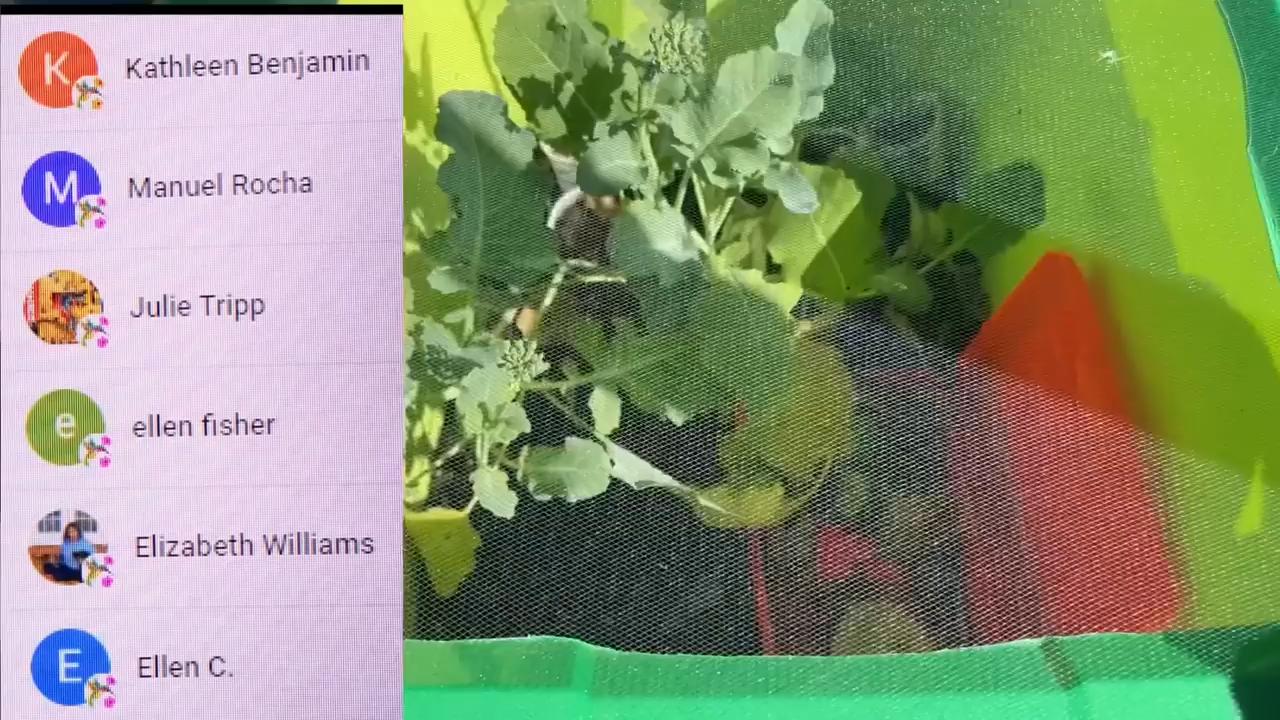 K Kathleen Benjamin
M Manuel Rocha
Julie Tripp
e ellen fisher
Elizabeth Williams
E Ellen C.